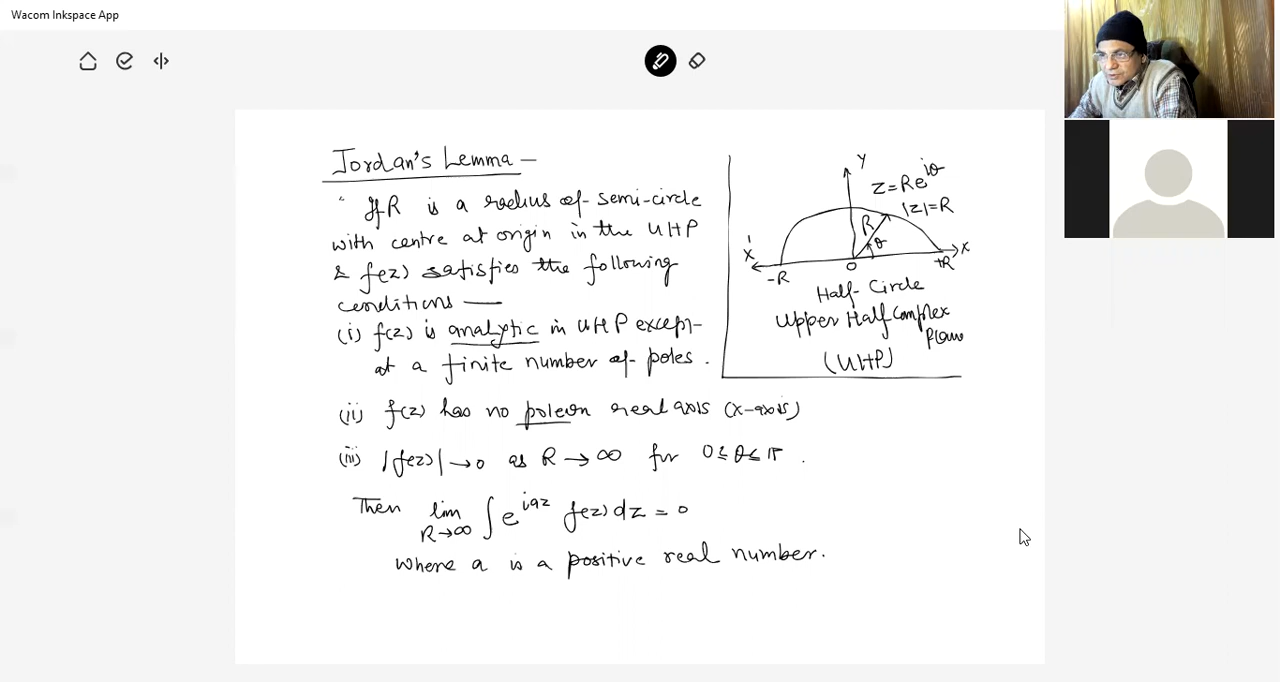 Wacom Inkspace App
Jordan's Lemma —
" If R is a radius of semi-circle
with centre at origin in the UHP
& f(z) satisfies the following
conditions —
(i) f(z) is analytic in UHP except
at a finite number of poles .
(ii) f(z) has no pole on real axis (x-axis)
(iii) |f(z)| → 0 as R → ∞ for 0 ≤ θ ≤ π .
Then lim R→∞ ∫ e^{iaz} f(z) dz = 0
where a is a positive real number.
Y
z = Re^{iθ}
|z| = R
R
θ
X'
X
-R
O
+R
Half-Circle
Upper Half Complex
Plane
(UHP)